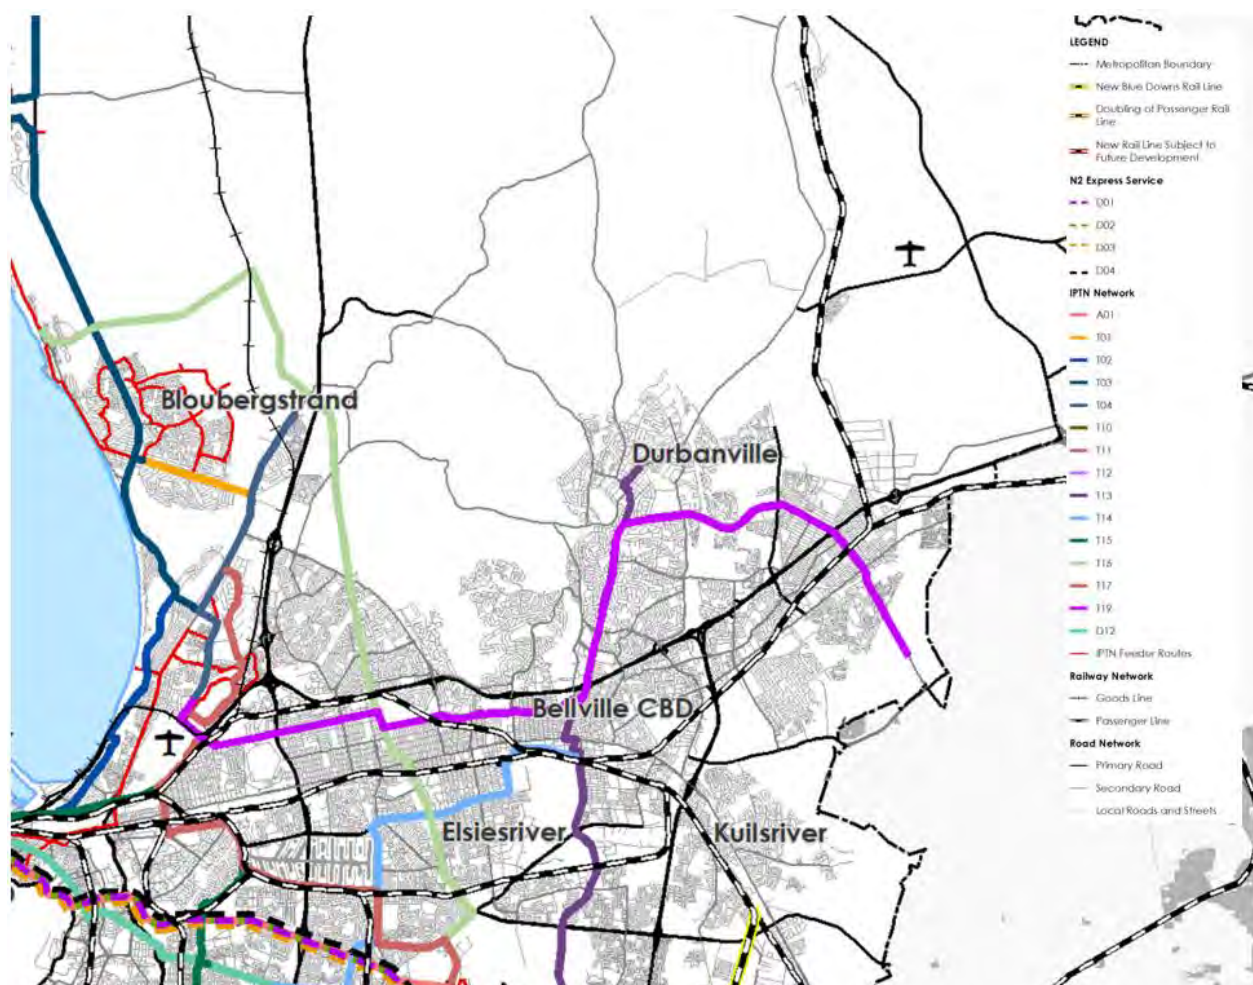 LEGEND
Metropolitan Boundary
New Blue Downs Rail Line
Doubling of Passenger Rail
Line
New Rail Line Subject to
Future Development
N2 Express Service
D01
D02
D03
D04
IPTN Network
A01
T01
T02
T03
T04
T10
T11
T12
T13
T14
T15
T16
T17
T19
D12
IPTN Feeder Routes
Railway Network
Goods Line
Passenger Line
Road Network
Primary Road
Secondary Road
Local Roads and Streets
Bloubergstrand
Durbanville
Bellville CBD
Elsiesriver
Kuilsriver